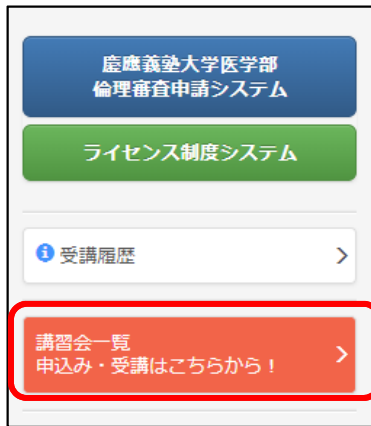 慶應義塾大学医学部
倫理審査申請システム
ライセンス制度システム
受講履歴
講習会一覧
申込み・受講はこちらから！